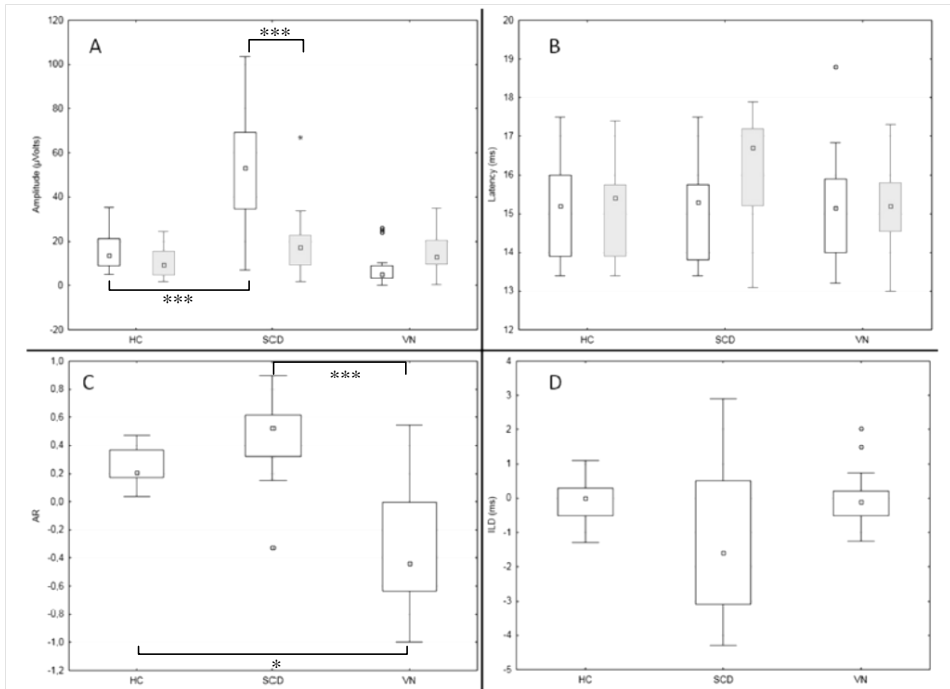 A
Amplitude (µVolts)
120
100
80
60
40
20
0
-20
***
***
HC
SCD
VN
B
Latency (ms)
20
19
18
17
16
15
14
13
12
HC
SCD
VN
C
AR
1,0
0,8
0,6
0,4
0,2
0,0
-0,2
-0,4
-0,6
-0,8
-1,0
-1,2
***
*
HC
SCD
VN
D
ILD (ms)
4
3
2
1
0
-1
-2
-3
-4
-5
HC
SCD
VN